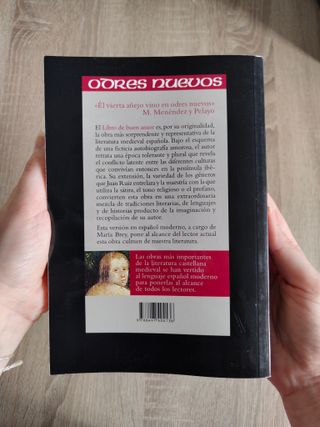 ODRES NUEVOS
«Él vierta añejo vino en odres nuevos»
M. Menéndez y Pelayo
El Libro de buen amor es, por su originalidad,
la obra más sorprendente y representativa de la
literatura medieval española. Bajo el esquema
de una ficticia autobiografía amorosa, el autor
retrata una época tolerante y plural que revela
el conflicto latente entre las diferentes culturas
que convivían entonces en la península ibé-
rica. Su extensión, la variedad de los géneros
que Juan Ruiz entrelaza y la maestría con la que
utiliza la sátira, el tono religioso o el profano,
convierten esta obra en una extraordinaria
mezcla de tradiciones literarias, de lenguajes
y de historias producto de la imaginación y
recopilación de su autor.
Esta versión en español moderno, a cargo de
María Brey, pone al alcance del lector actual
esta obra culmen de nuestra literatura.
Las obras más importantes
de la literatura castellana
medieval se han vertido
al lenguaje español moderno
para ponerlas al alcance
de todos los lectores.